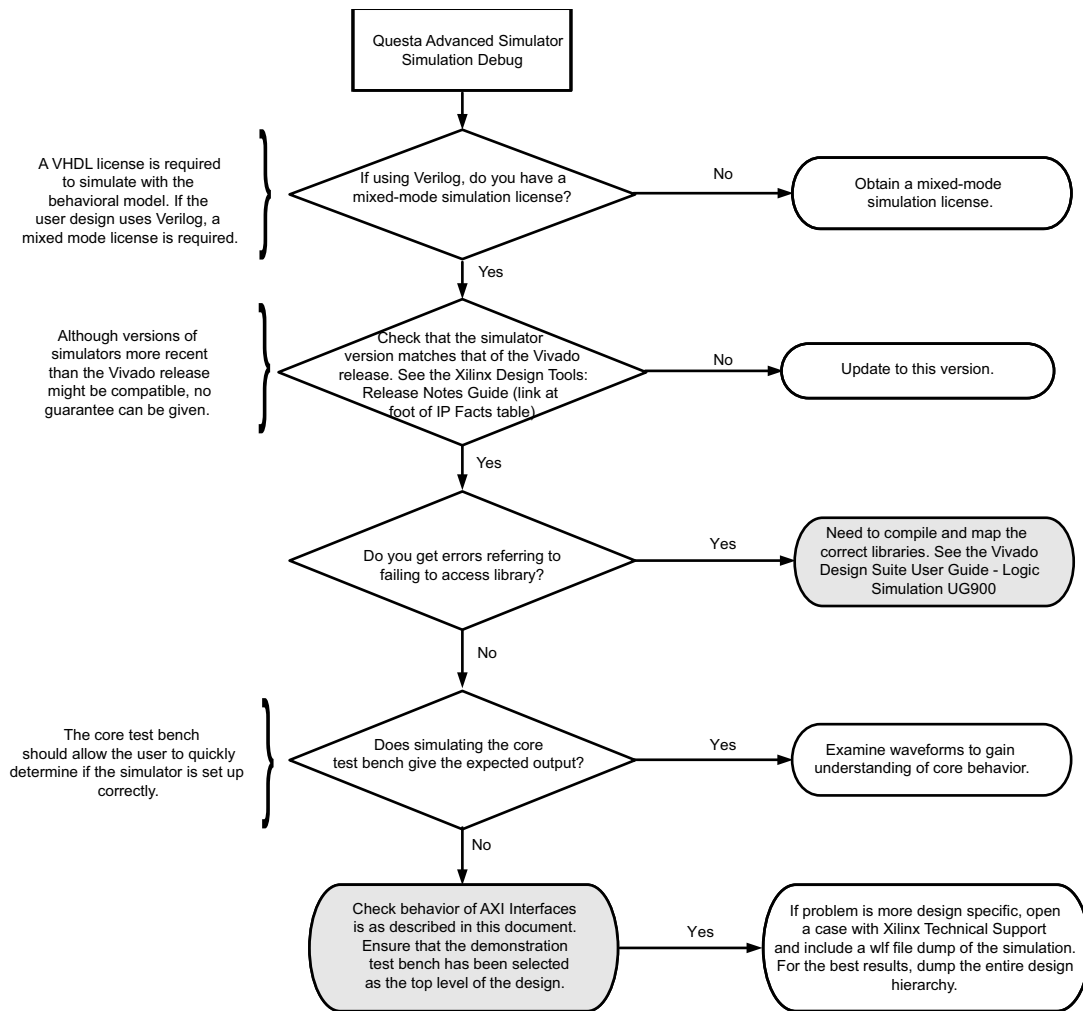 Questa Advanced Simulator
Simulation Debug
A VHDL license is required
to simulate with the
behavioral model. If the
user design uses Verilog, a
mixed mode license is required.
If using Verilog, do you have a
mixed-mode simulation license?
No
Obtain a mixed-mode
simulation license.
Yes
Although versions of
simulators more recent
than the Vivado release
might be compatible, no
guarantee can be given.
Check that the simulator
version matches that of the Vivado
release. See the Xilinx Design Tools:
Release Notes Guide (link at
foot of IP Facts table)
No
Update to this version.
Yes
Do you get errors referring to
failing to access library?
Yes
Need to compile and map the
correct libraries. See the Vivado
Design Suite User Guide - Logic
Simulation UG900
No
The core test bench
should allow the user to quickly
determine if the simulator is set up
correctly.
Does simulating the core
test bench give the expected output?
Yes
Examine waveforms to gain
understanding of core behavior.
No
Check behavior of AXI Interfaces
is as described in this document.
Ensure that the demonstration
test bench has been selected
as the top level of the design.
Yes
If problem is more design specific, open
a case with Xilinx Technical Support
and include a wlf file dump of the simulation.
For the best results, dump the entire design
hierarchy.